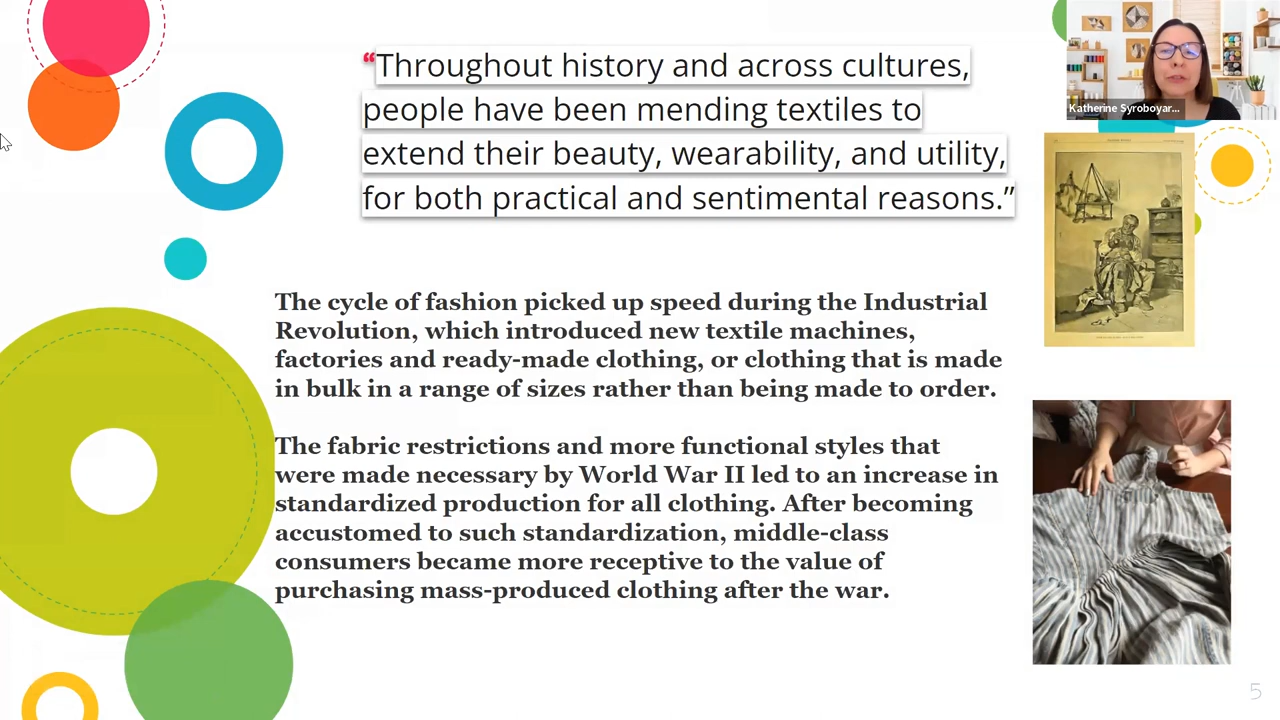 “Throughout history and across cultures,
people have been mending textiles to
extend their beauty, wearability, and utility,
for both practical and sentimental reasons.”
Katherine Syroboyar...
The cycle of fashion picked up speed during the Industrial
Revolution, which introduced new textile machines,
factories and ready-made clothing, or clothing that is made
in bulk in a range of sizes rather than being made to order.
The fabric restrictions and more functional styles that
were made necessary by World War II led to an increase in
standardized production for all clothing. After becoming
accustomed to such standardization, middle-class
consumers became more receptive to the value of
purchasing mass-produced clothing after the war.
5